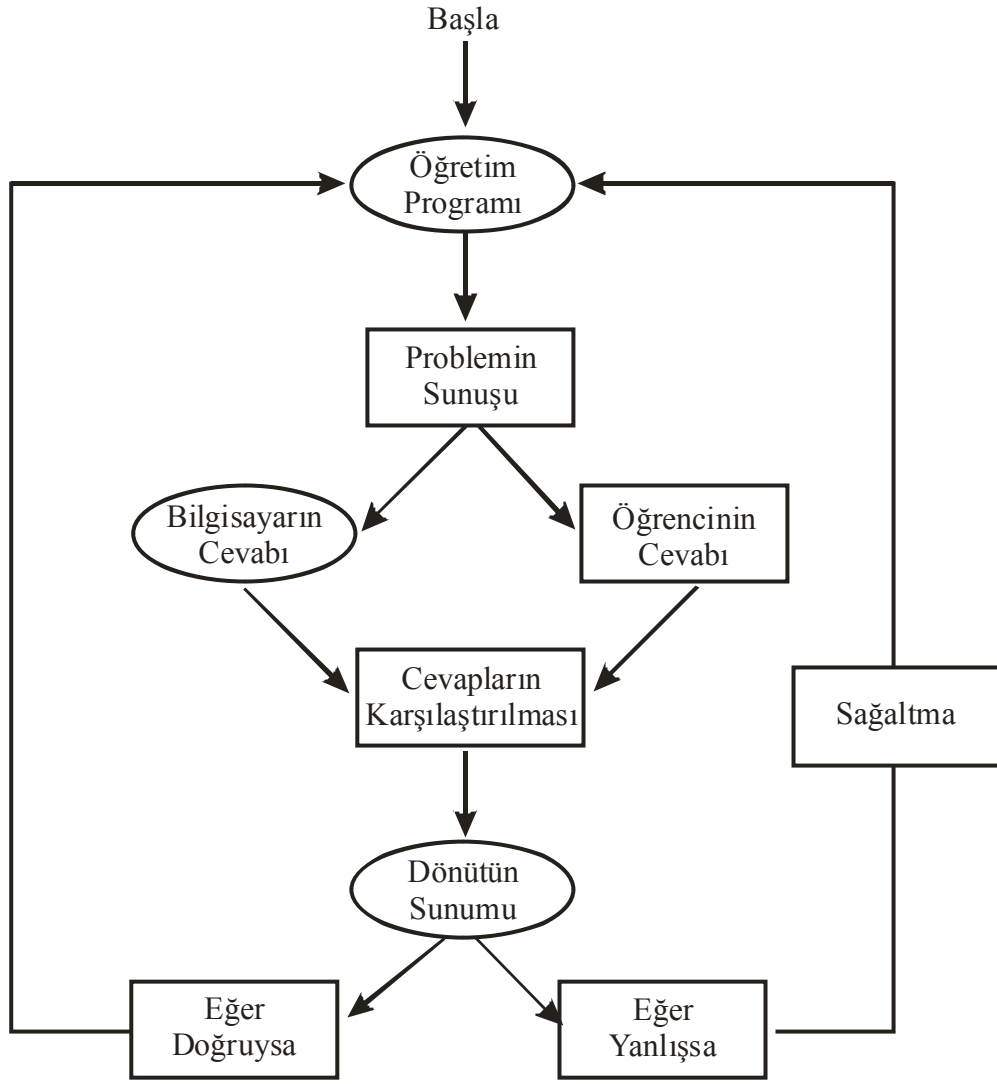 Başla
Öğretim
Programı
Problemin
Sunuşu
Bilgisayarın
Cevabı
Öğrencinin
Cevabı
Cevapların
Karşılaştırılması
Sağaltma
Dönütün
Sunumu
Eğer
Doğruysa
Eğer
Yanlışsa